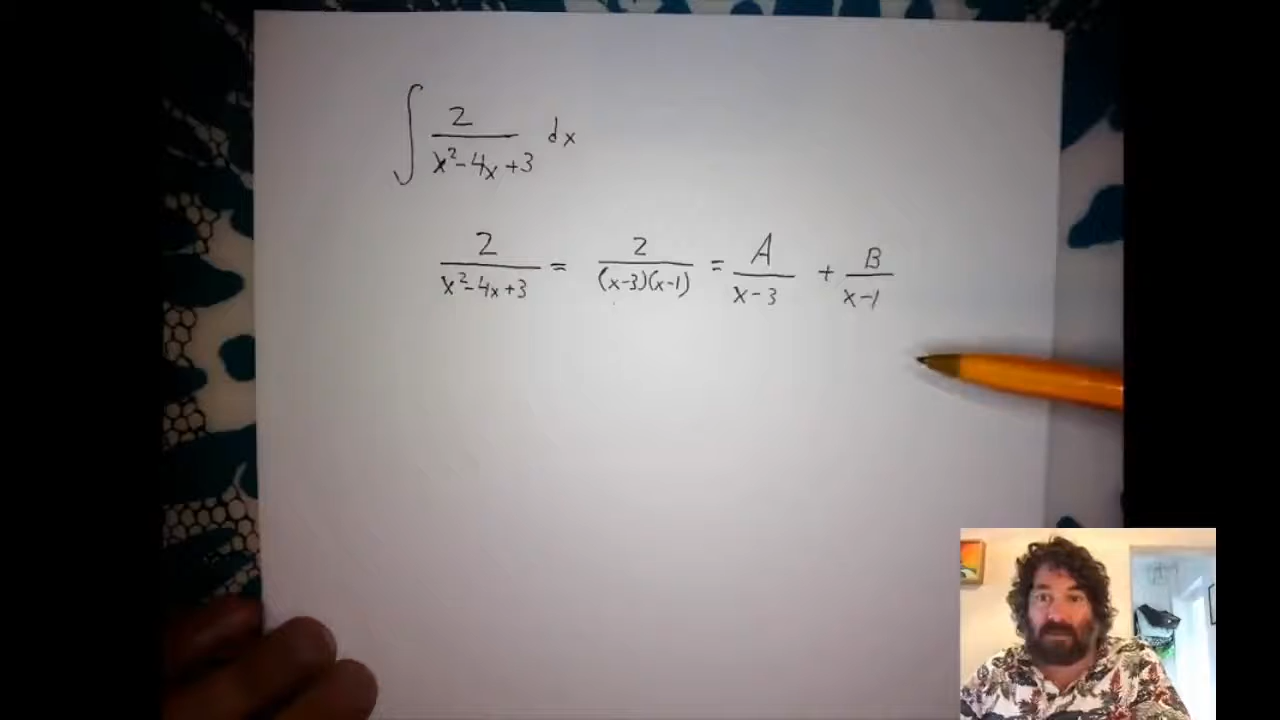 ∫ 2/(x²-4x+3) dx
2/(x²-4x+3) = 2/((x-3)(x-1)) = A/(x-3) + B/(x-1)